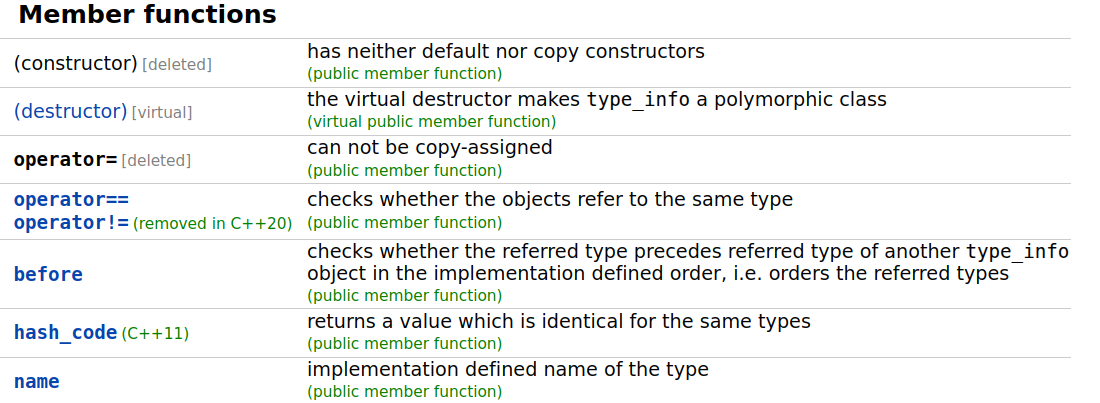 Member functions
(constructor) [deleted]
has neither default nor copy constructors
(public member function)
(destructor) [virtual]
the virtual destructor makes type_info a polymorphic class
(virtual public member function)
operator= [deleted]
can not be copy-assigned
(public member function)
operator==
operator!= (removed in C++20)
checks whether the objects refer to the same type
(public member function)
before
checks whether the referred type precedes referred type of another type_info
object in the implementation defined order, i.e. orders the referred types
(public member function)
hash_code (C++11)
returns a value which is identical for the same types
(public member function)
name
implementation defined name of the type
(public member function)